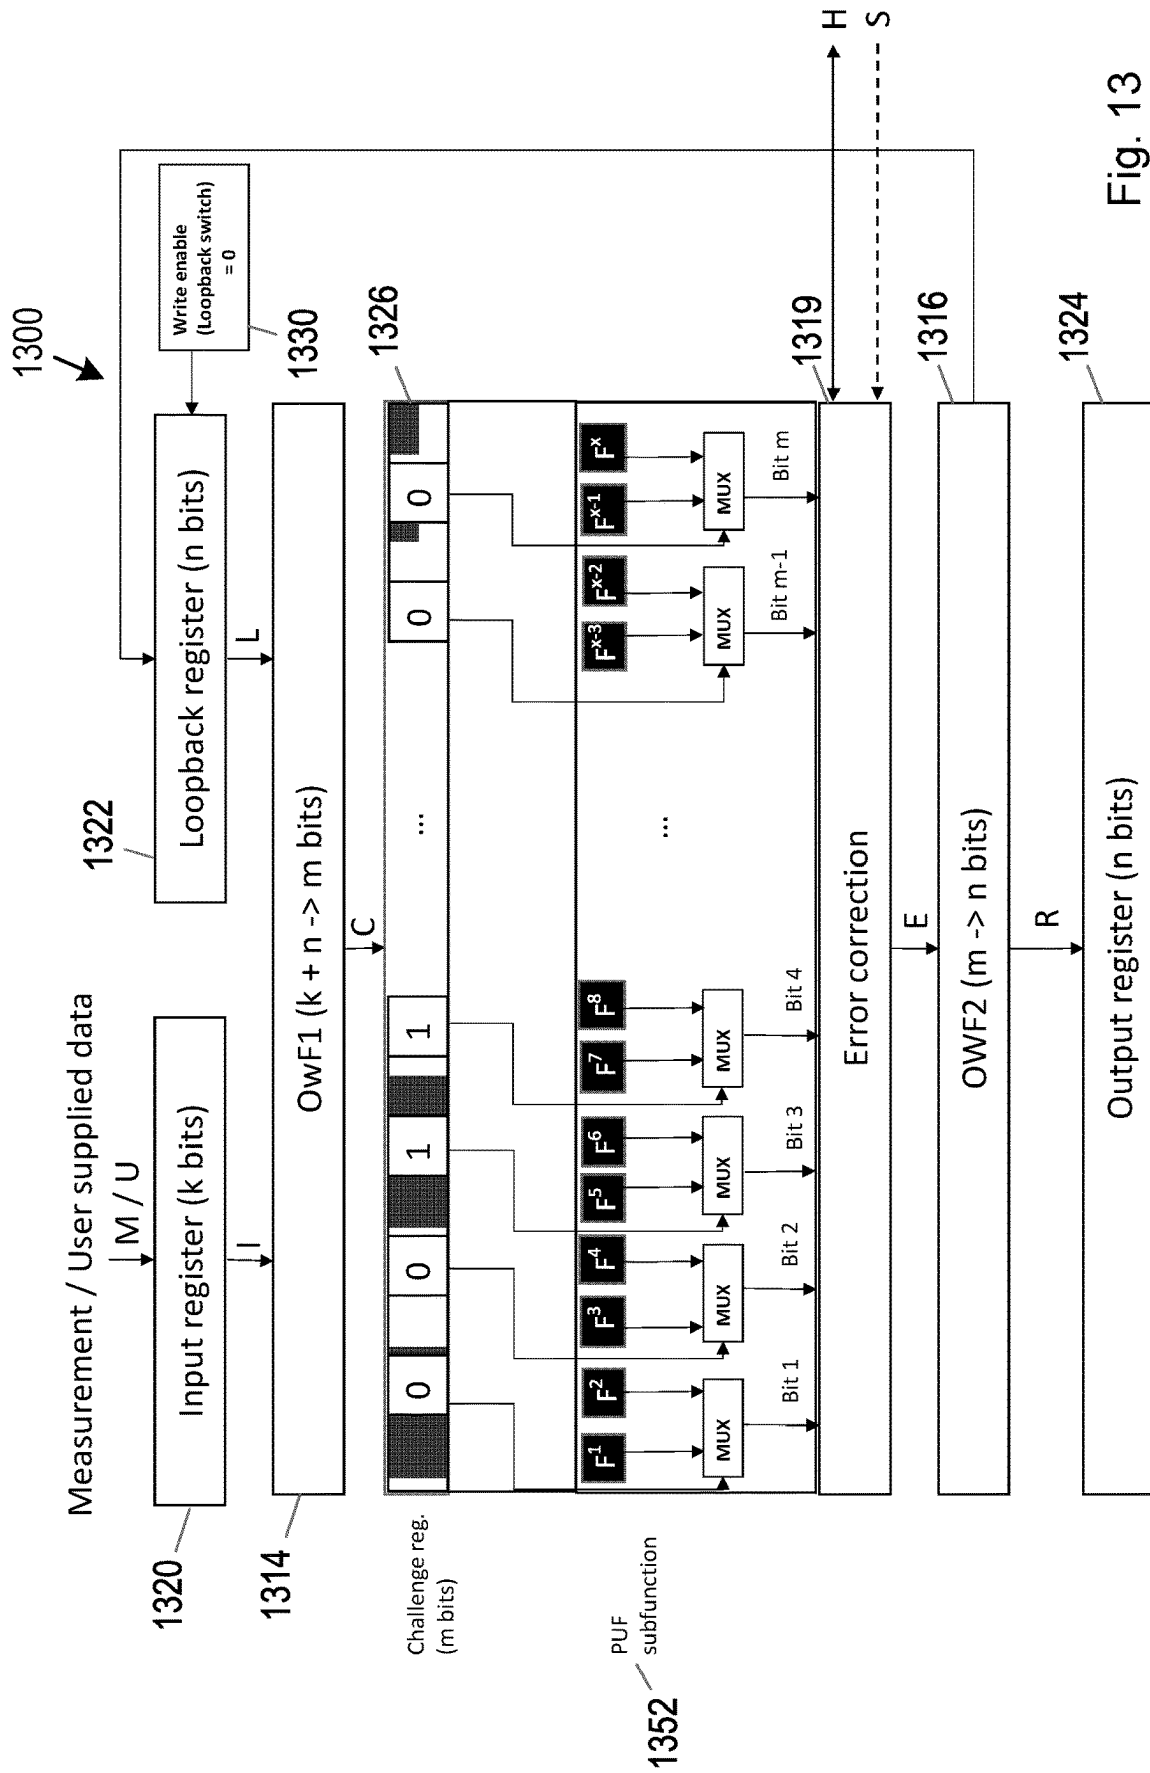 1300
Measurement / User supplied data
M / U
1320
Input register (k bits)
1322
Loopback register (n bits)
Write enable
(Loopback switch)
= 0
1330
I
L
1314
OwF1 (k + n -> m bits)
C
1326
Challenge reg.
(m bits)
0 0 1 1 ... 0 0
PUF
subfunction
1352
F1 F2 F3 F4 F5 F6 F7 F8 ... Fx-3 Fx-2 Fx-1 Fx
MUX MUX MUX MUX MUX MUX
Bit 1 Bit 2 Bit 3 Bit 4 Bit m-1 Bit m
1319
Error correction
H
S
E
1316
OWF2 (m -> n bits)
R
1324
Output register (n bits)
Fig. 13